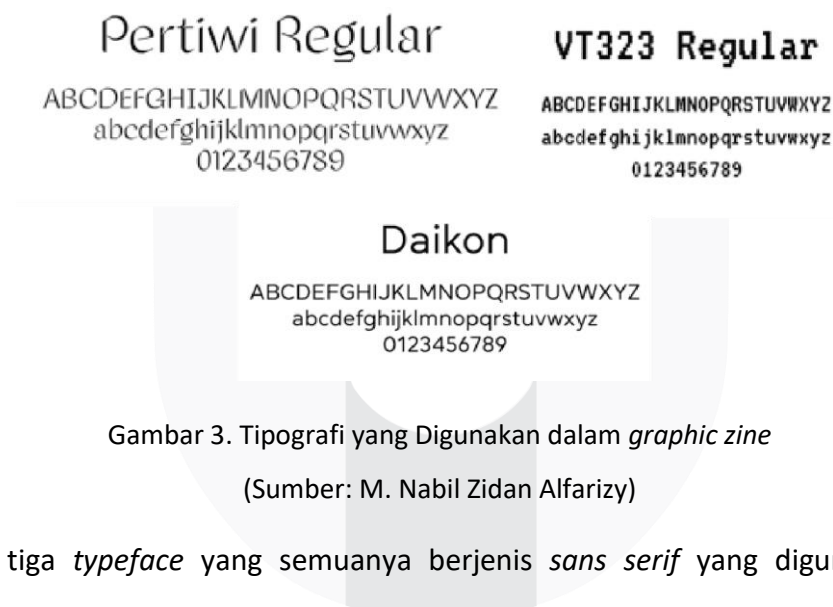 Pertiwi Regular
ABCDEFGHIJKLMNOPQRSTUVWXYZ
abcdefghijklmnopqrstuvwxyz
0123456789
VT323 Regular
ABCDEFGHIJKLMNOPQRSTUVWXYZ
abcdefghijklmnopqrstuvwxyz
0123456789
Daikon
ABCDEFGHIJKLMNOPQRSTUVWXYZ
abcdefghijklmnopqrstuvwxyz
0123456789
Gambar 3. Tipografi yang Digunakan dalam graphic zine
(Sumber: M. Nabil Zidan Alfarizy)
tiga typeface yang semuanya berjenis sans serif yang